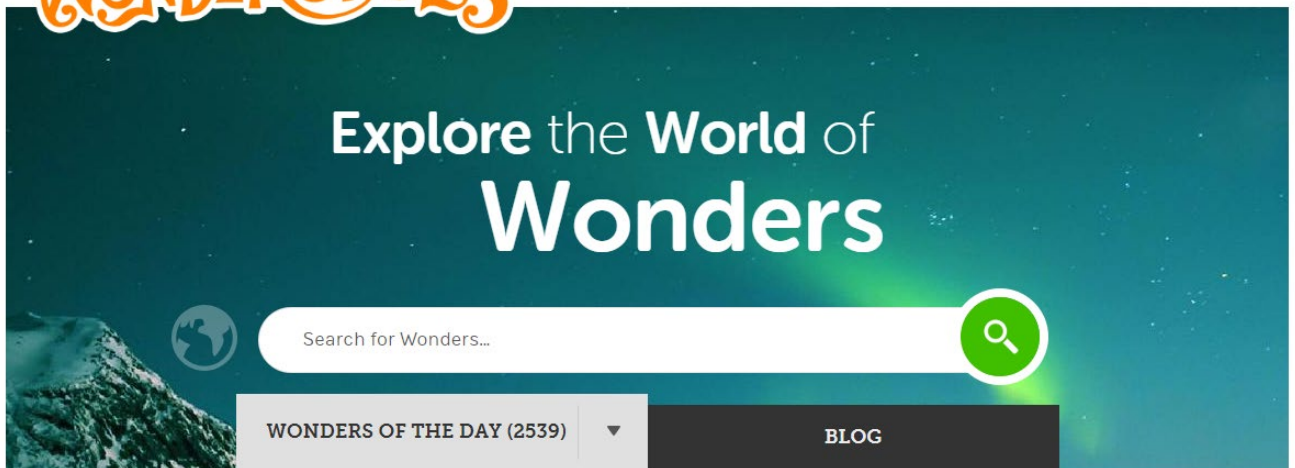 Explore the World of
Wonders
Search for Wonders...
WONDERS OF THE DAY (2539)
BLOG